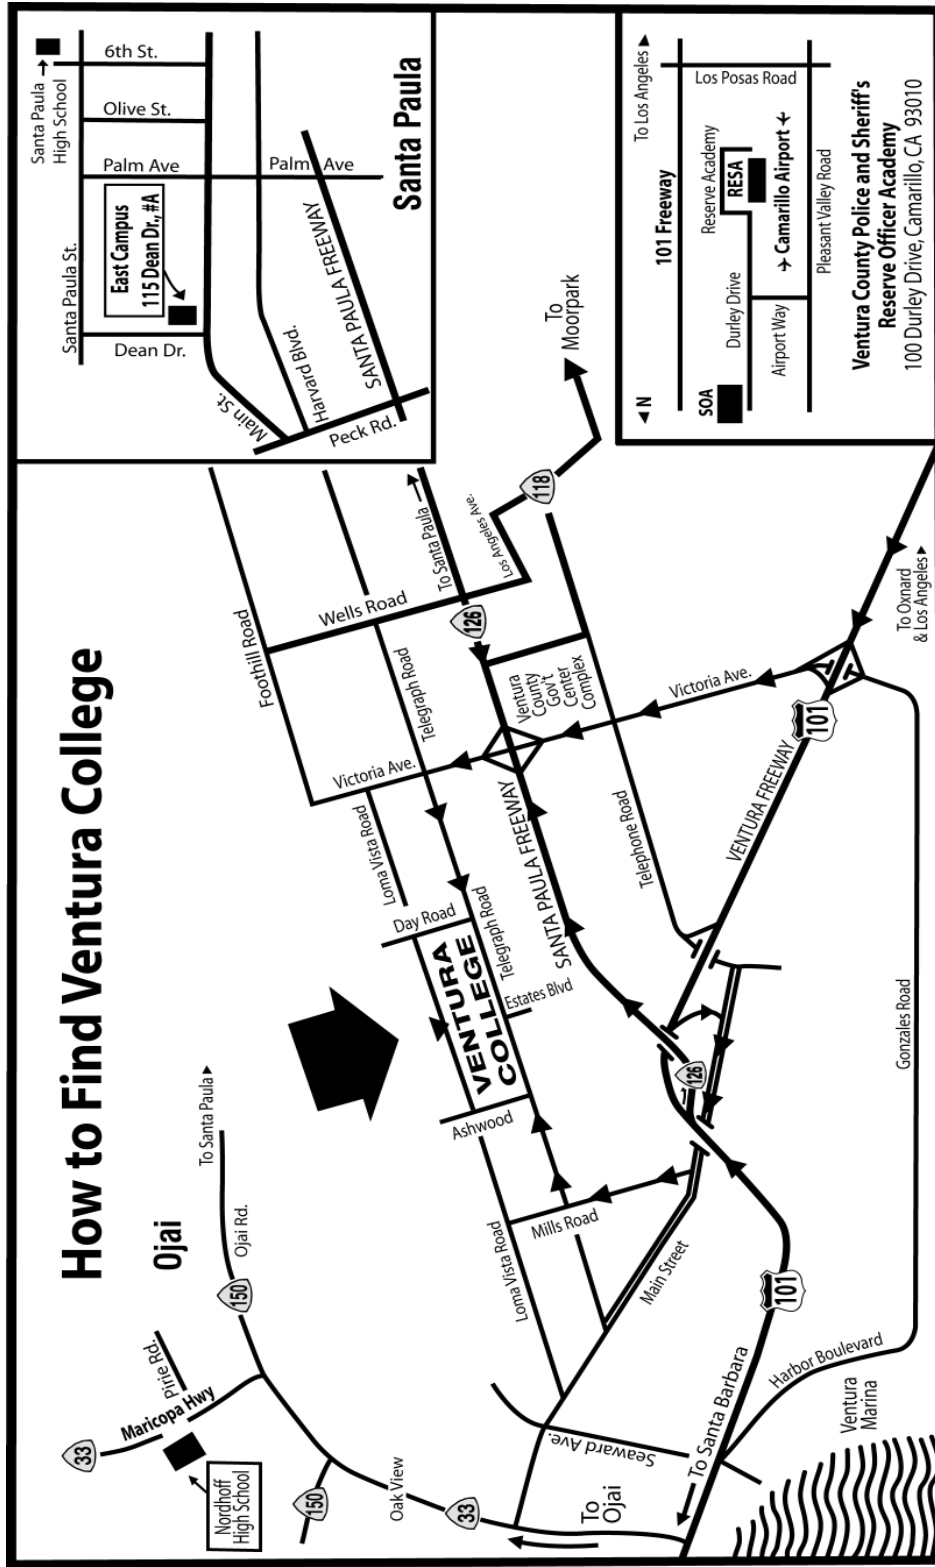 How to Find Ventura College
Ojai
To Santa Paula
Ojai Rd.
150
Pirie Rd.
Maricopa Hwy
33
Nordhoff
High School
150
Oak View
33
To
Ojai
Foothill Road
Wells Road
Telegraph Road
Victoria Ave.
Loma Vista Road
Day Road
Telegraph Road
VENTURA
COLLEGE
Estates Blvd
Ashwood
Loma Vista Road
Mills Road
Main Street
Seaward Ave.
To Santa Barbara
101
Harbor Boulevard
Ventura
Marina
Gonzales Road
126
SANTA PAULA FREEWAY
Telephone Road
VENTURA FREEWAY
101
Victoria Ave.
Ventura
County
Gov't
Center
Complex
126
To Santa Paula
Los Angeles Ave.
118
To
Moorpark
To Oxnard
& Los Angeles
Santa Paula
High School
6th St.
Olive St.
Palm Ave
Palm Ave
Santa Paula St.
East Campus
115 Dean Dr., #A
Dean Dr.
Main St.
Harvard Blvd.
SANTA PAULA FREEWAY
Peck Rd.
Santa Paula
N
101 Freeway
To Los Angeles
Los Posas Road
SOA
Durley Drive
Reserve Academy
RESA
Airport Way
Camarillo Airport
Pleasant Valley Road
Ventura County Police and Sheriff's
Reserve Officer Academy
100 Durley Drive, Camarillo, CA 93010